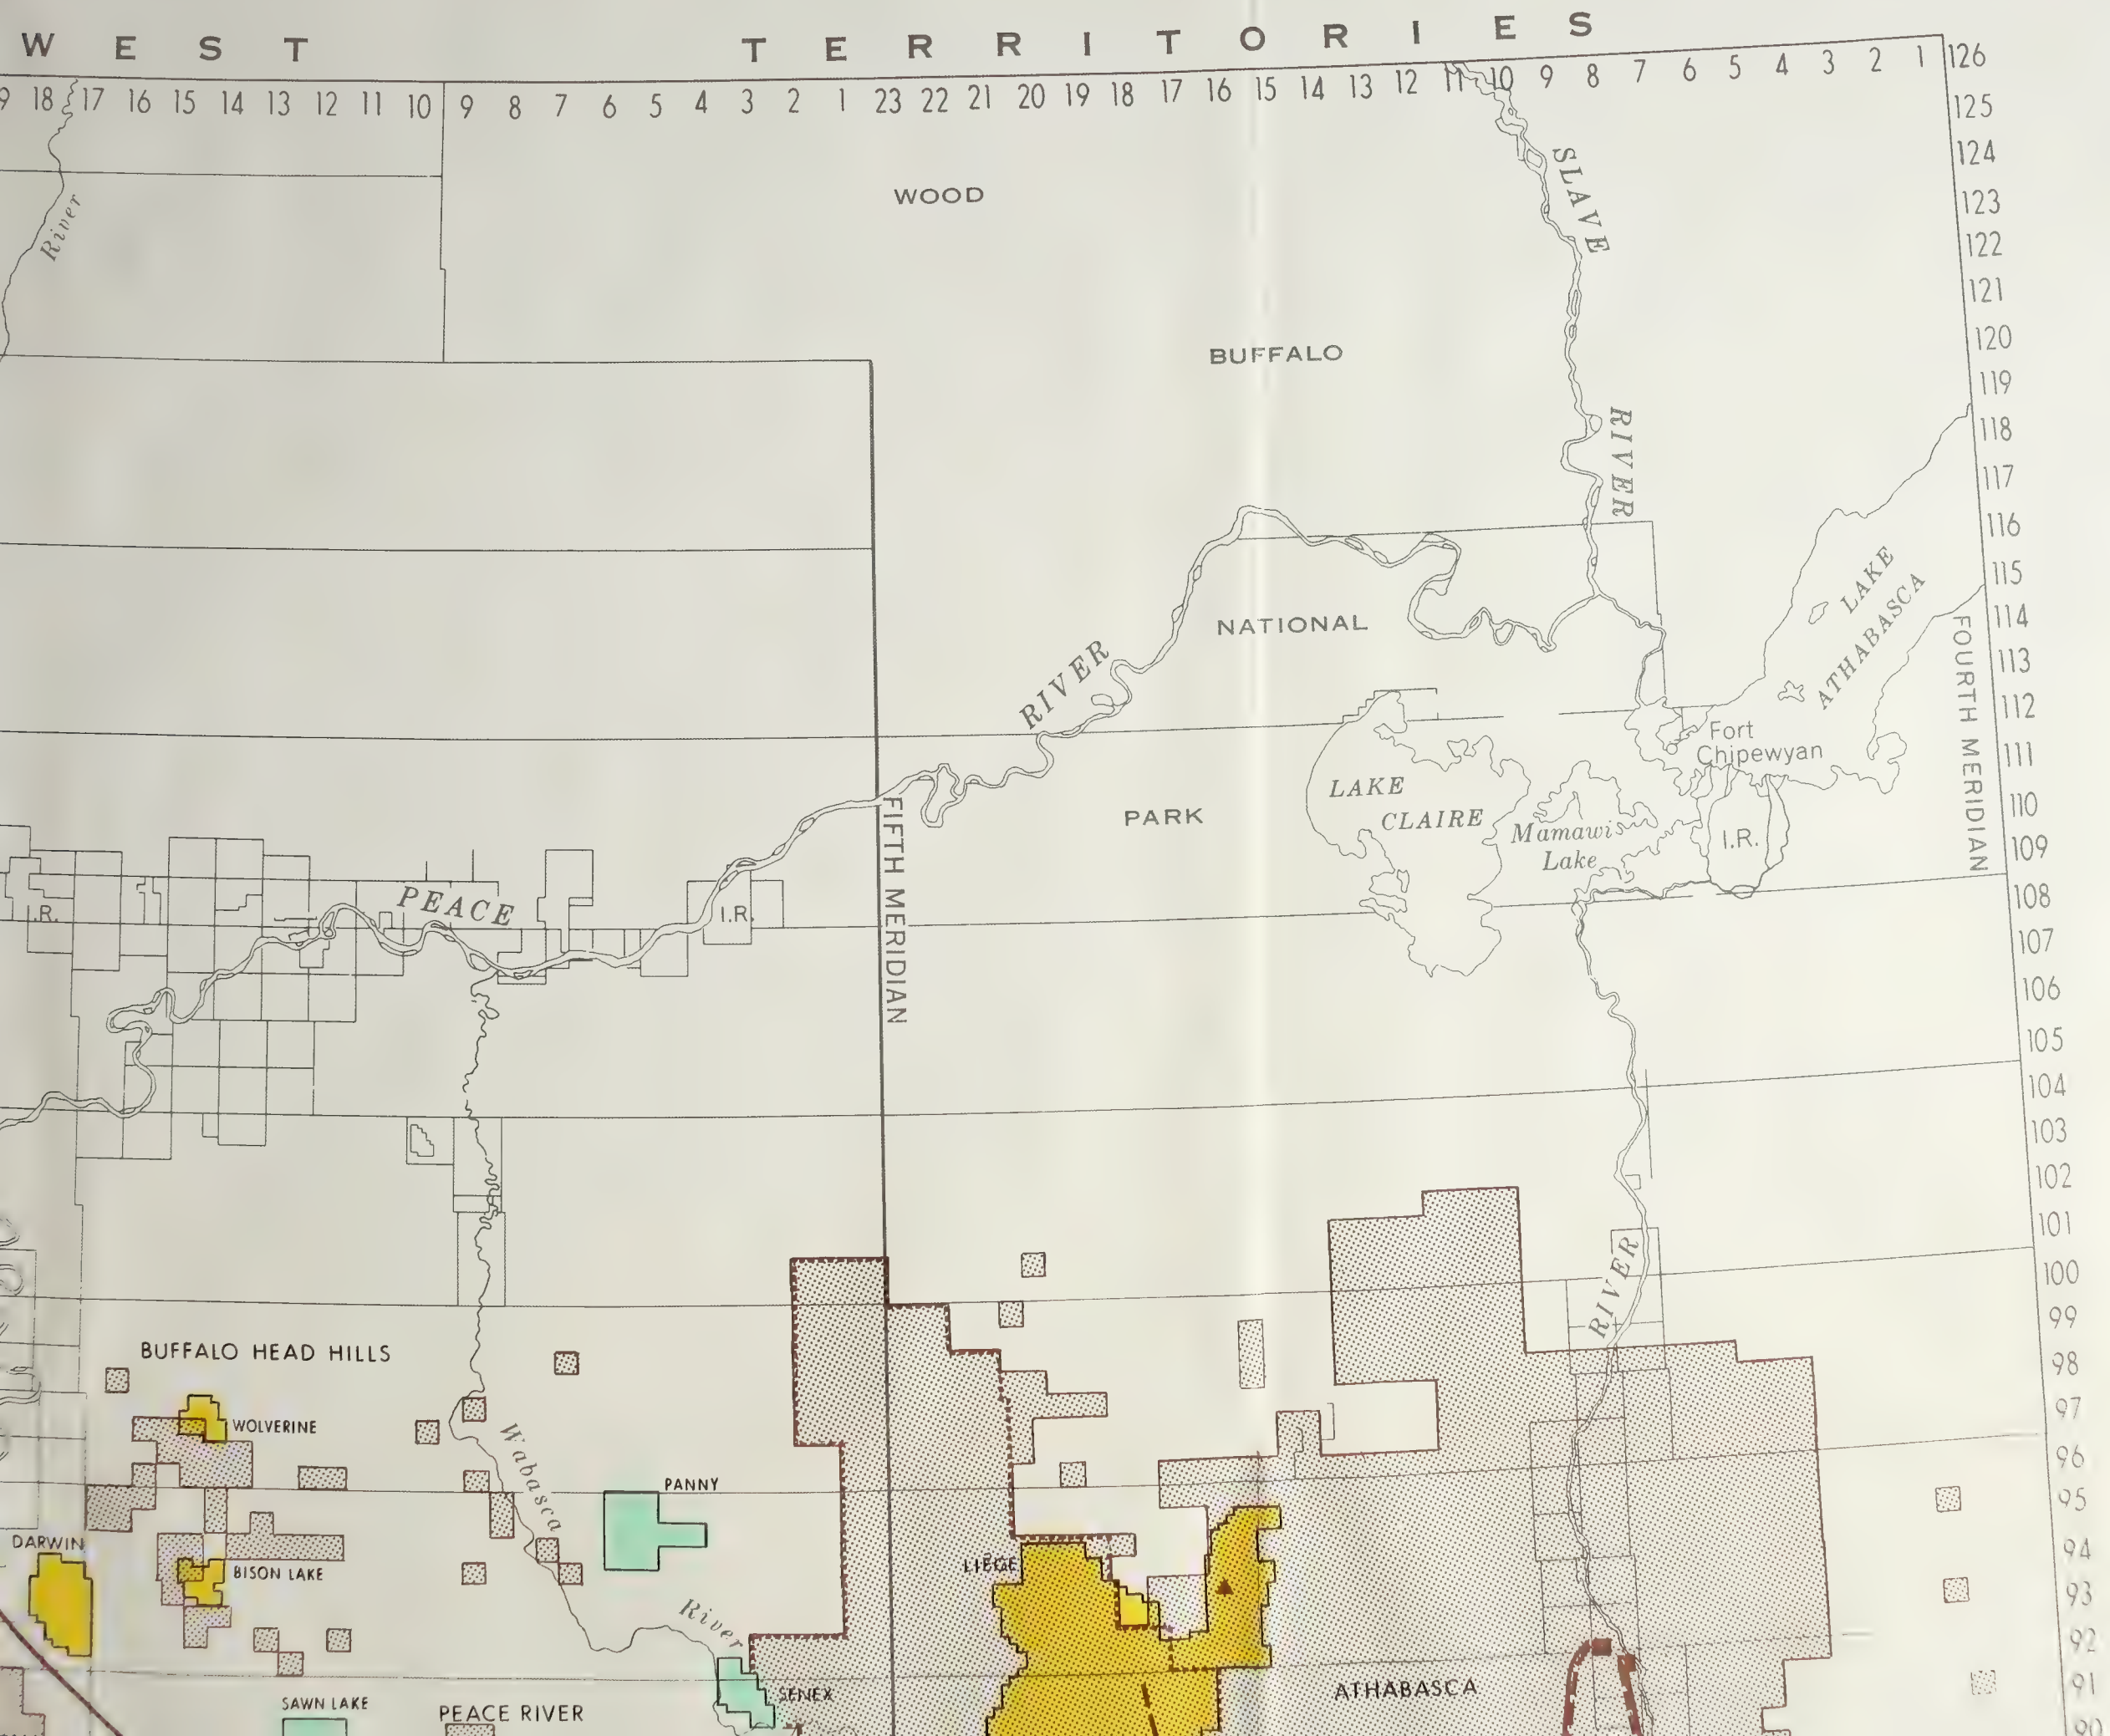 WEST TERRITORIES
9 18 17 16 15 14 13 12 11 10 9 8 7 6 5 4 3 2 1 23 22 21 20 19 18 17 16 15 14 13 12 11 10 9 8 7 6 5 4 3 2 1 126
125
124
123
122
121
120
119
118
117
116
115
114
113
112
111
110
109
108
107
106
105
104
103
102
101
100
99
98
97
96
95
94
93
92
91
90
River
WOOD
SLAVE
BUFFALO
RIVER
LAKE
ATHABASCA
NATIONAL
RIVER
FOURTH MERIDIAN
Fort
Chipewyan
LAKE
CLAIRE
PARK
Mamawi
Lake
I.R.
FIFTH MERIDIAN
PEACE
I.R.
I.R.
RIVER
BUFFALO HEAD HILLS
WOLVERINE
Wabasca
PANNY
DARWIN
BISON LAKE
LIEGE
River
SENEX
ATHABASCA
SAWN LAKE
PEACE RIVER